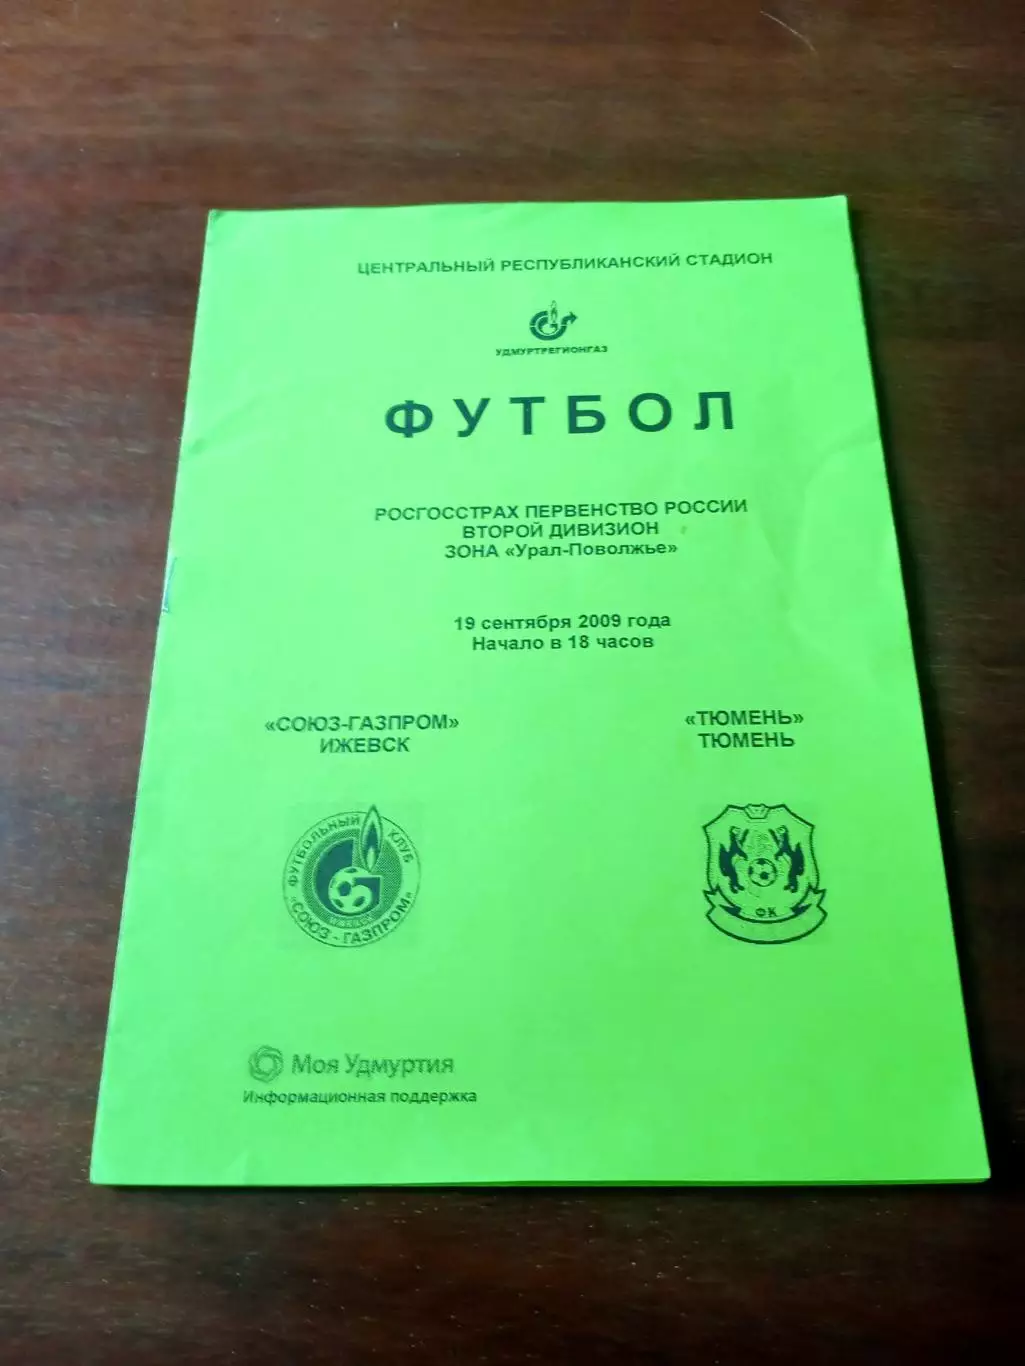 ЦЕНТРАЛЬНЫЙ РЕСПУБЛИКАНСКИЙ СТАДИОН
УДМУРТРЕГИОНГАЗ
ФУТБОЛ
РОСГОССТРАХ ПЕРВЕНСТВО РОССИИ
ВТОРОЙ ДИВИЗИОН
ЗОНА «Урал-Поволжье»
19 сентября 2009 года
Начало в 18 часов
«СОЮЗ-ГАЗПРОМ»
ИЖЕВСК
«ТЮМЕНЬ»
ТЮМЕНЬ
ФУТБОЛЬНЫЙ КЛУБ
ИЖЕВСК
«СОЮЗ - ГАЗПРОМ»
ФК
Моя Удмуртия
Информационная поддержка